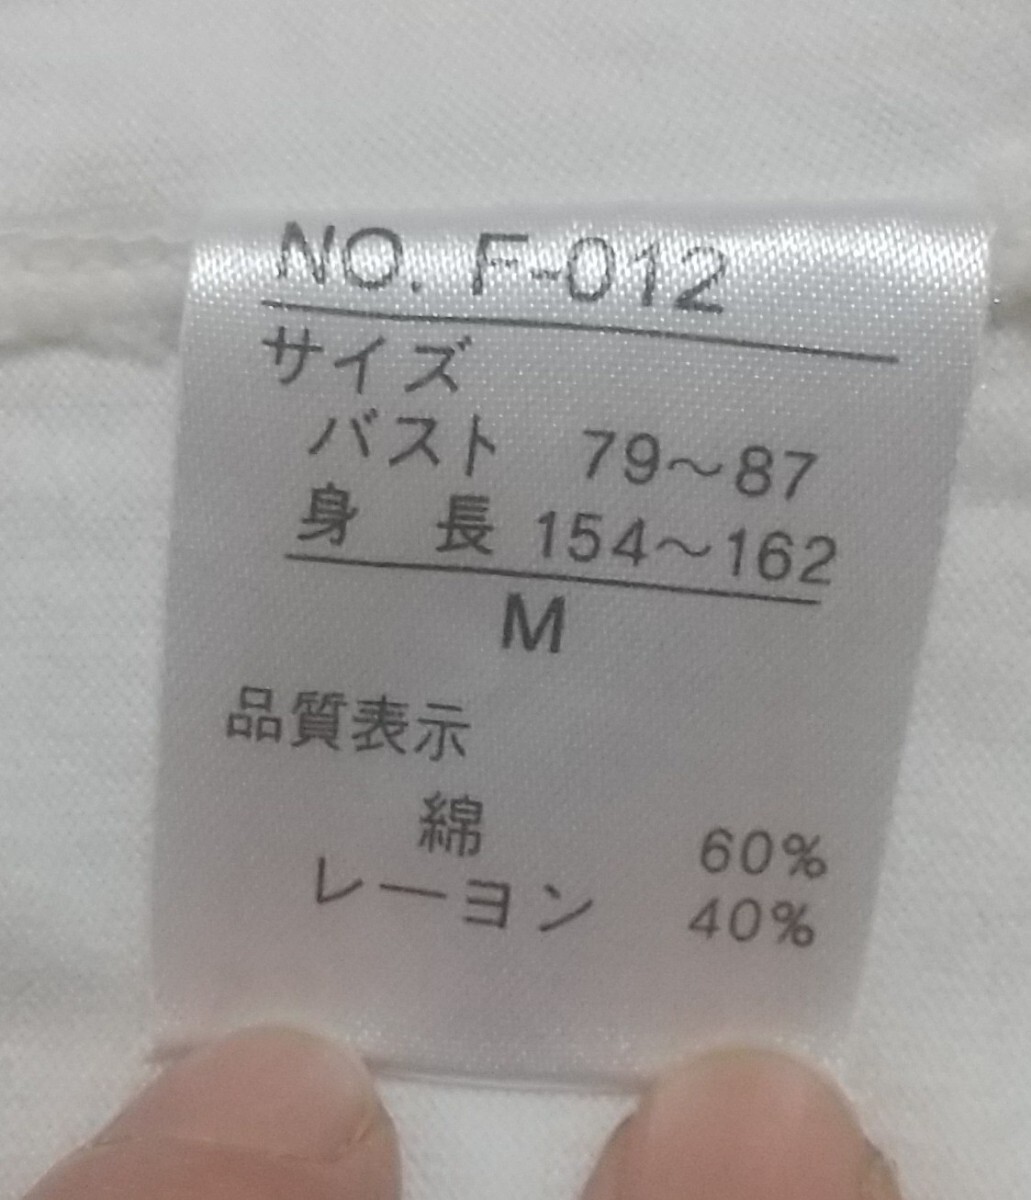 NO. F-012
サイズ
バスト 79～87
身 長 154～162
M
品質表示
綿 60%
レーヨン 40%